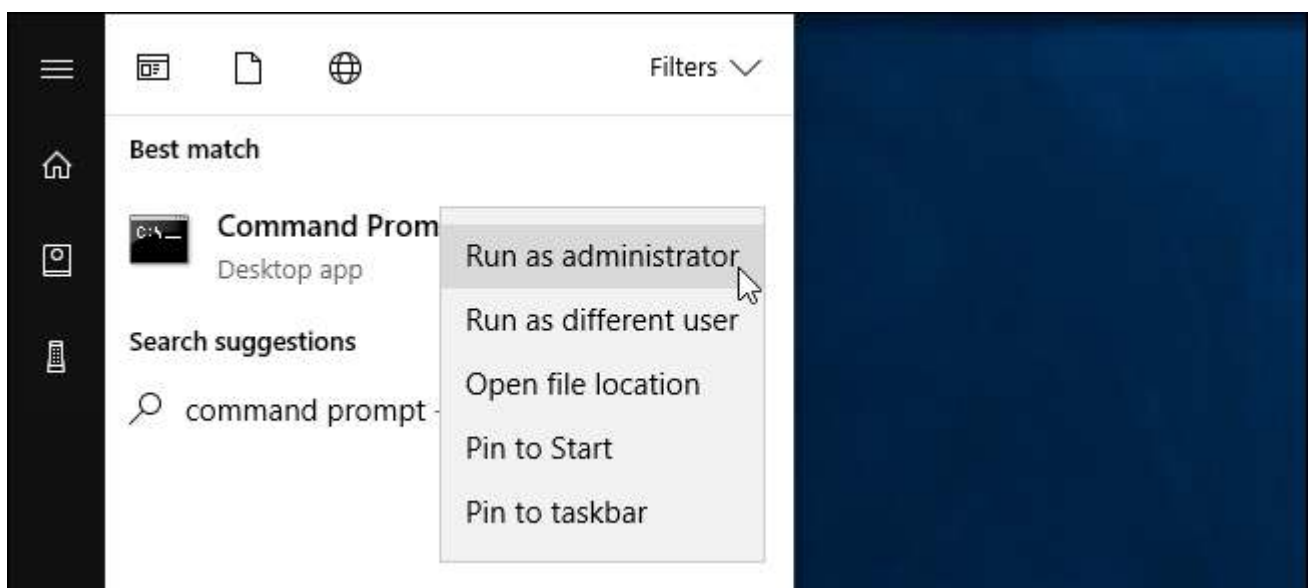 Filters
Best match
C:\_
Command Prom
Desktop app
Run as administrator
Run as different user
Search suggestions
Open file location
command prompt -
Pin to Start
Pin to taskbar